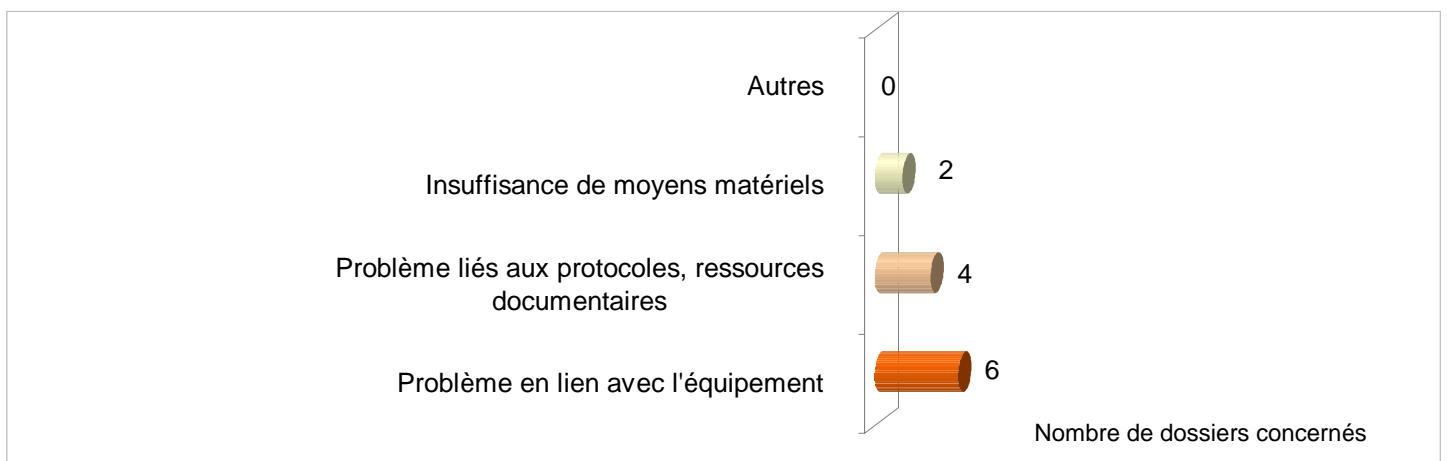 Autres
0
Insuffisance de moyens matériels
2
Problème liés aux protocoles, ressources
documentaires
4
Problème en lien avec l'équipement
6
Nombre de dossiers concernés